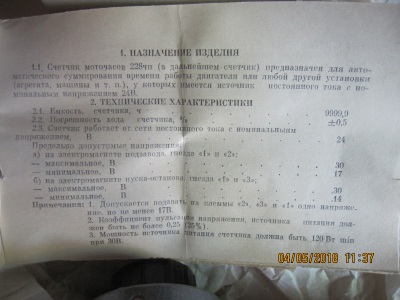 1. НАЗНАЧЕНИЕ ИЗДЕЛИЯ
1.1. Счетчик моточасов 228чп (в дальнейшем счетчик) предназначен для авто-
матического суммирования времени работы двигателя или любой другой установки
(агрегата, машины и т. п.), у которых имеется источник постоянного тока с но-
минальным напряжением 24В.
2. ТЕХНИЧЕСКИЕ ХАРАКТЕРИСТИКИ
2.1. Емкость, счетчика, ч 9999,9
2.2. Погрешность хода счетчика, % ±0,5
2.3. Счетчик работает от сети постоянного тока с номинальным
напряжением, В 24
Предельно допустимые напряжения:
а) на электромагните подзавода, гнезда «1» и «2»:
— максимальное, В 30
— минимальное, В 17
б) на электромагните пуска-останова, гнезда «1» и «3»:
— максимальное, В 30
— минимальное, В 14
Примечания: 1. Допускается подавать на клеммы «2», «3» и «1» одно напряже-
ние, но не менее 17В.
2. Коэффициент пульсации напряжения, источника питания дол-
жен быть не более 0,25 (25%).
3. Мощность источника питания счетчика должна быть 120 Вт min
при 30В.
04/05/2018 11:37